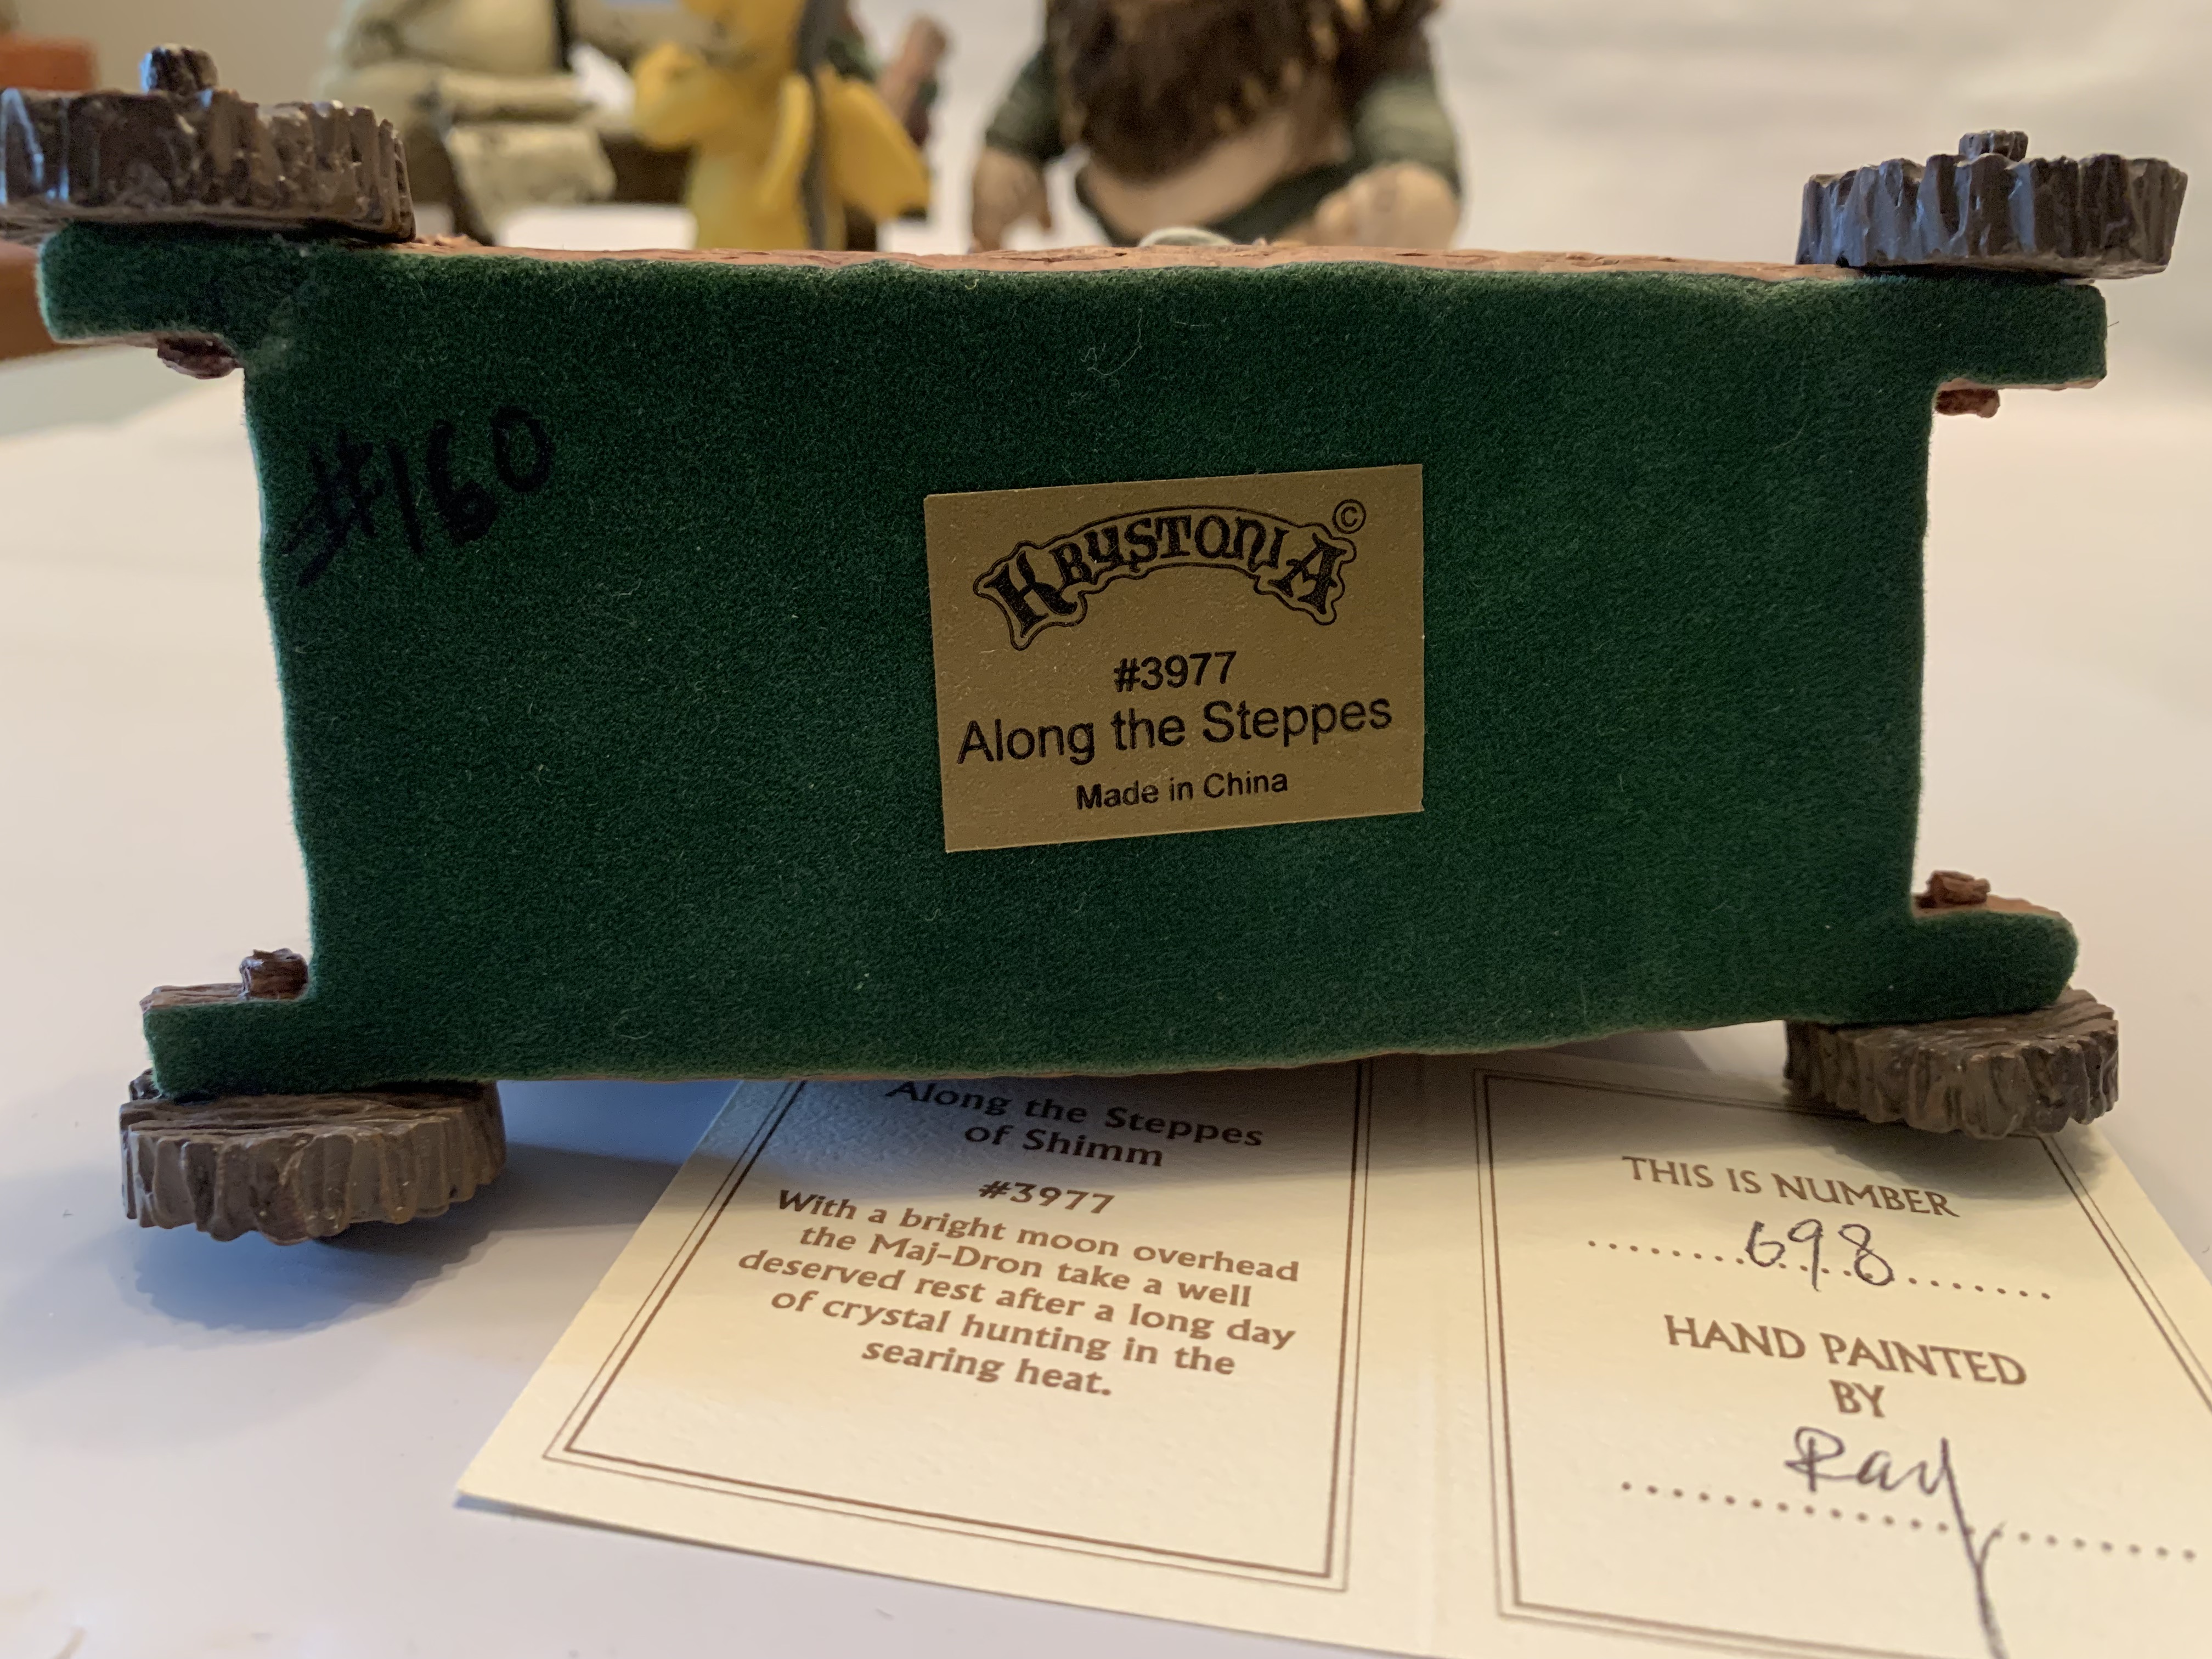 #160
KRYSTONIA ©
#3977
Along the Steppes
Made in China
Along the Steppes
of Shimm
#3977
With a bright moon overhead
the Maj-Dron take a well
deserved rest after a long day
of crystal hunting in the
searing heat.
THIS IS NUMBER
698
HAND PAINTED
BY
Ray